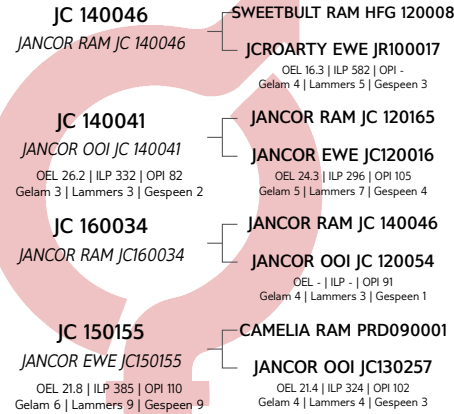 JC 140046
JANCOR RAM JC 140046
SWEETBULT RAM HFG 120008
JCROARTY EWE JR100017
OEL 16.3 | ILP 582 | OPI -
Gelam 4 | Lammers 5 | Gespeen 3
JC 140041
JANCOR OOI JC 140041
OEL 26.2 | ILP 332 | OPI 82
Gelam 3 | Lammers 3 | Gespeen 2
JANCOR RAM JC 120165
JANCOR EWE JC120016
OEL 24.3 | ILP 296 | OPI 105
Gelam 5 | Lammers 7 | Gespeen 4
JC 160034
JANCOR RAM JC160034
JANCOR RAM JC 140046
JANCOR OOI JC 120054
OEL - | ILP - | OPI 91
Gelam 4 | Lammers 3 | Gespeen 1
JC 150155
JANCOR EWE JC150155
OEL 21.8 | ILP 385 | OPI 110
Gelam 6 | Lammers 9 | Gespeen 9
CAMELIA RAM PRD090001
JANCOR OOI JC130257
OEL 21.4 | ILP 324 | OPI 102
Gelam 4 | Lammers 4 | Gespeen 3